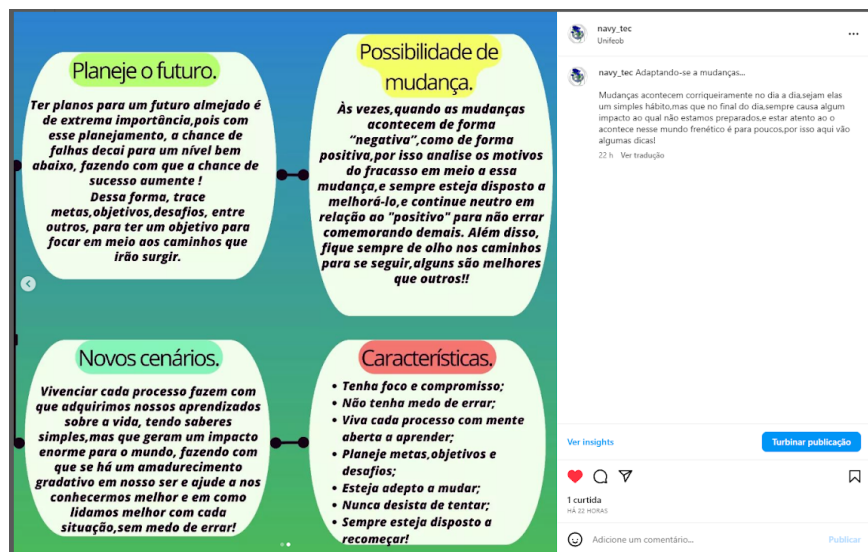 Planeje o futuro.
Ter planos para um futuro almejado é
de extrema importância,pois com
esse planejamento, a chance de
falhas decai para um nível bem
abaixo, fazendo com que a chance de
sucesso aumente !
Dessa forma, trace
metas,objetivos,desafios, entre
outros, para ter um objetivo para
focar em meio aos caminhos que
irão surgir.
Possibilidade de
mudança.
Às vezes,quando as mudanças
acontecem de forma
“negativa”,como de forma
positiva,por isso analise os motivos
do fracasso em meio a essa
mudança,e sempre esteja disposto a
melhorá-lo,e continue neutro em
relação ao "positivo" para não errar
comemorando demais. Além disso,
fique sempre de olho nos caminhos
para se seguir,alguns são melhores
que outros!!
Novos cenários.
Vivenciar cada processo fazem com
que adquirimos nossos aprendizados
sobre a vida, tendo saberes
simples,mas que geram um impacto
enorme para o mundo, fazendo com
que se há um amadurecimento
gradativo em nosso ser e ajude a nos
conhecermos melhor e em como
lidamos melhor com cada
situação,sem medo de errar!
Características.
• Tenha foco e compromisso;
• Não tenha medo de errar;
• Viva cada processo com mente
aberta a aprender;
• Planeje metas,objetivos e
desafios;
• Esteja adepto a mudar;
• Nunca desista de tentar;
• Sempre esteja disposto a
recomeçar!
navy_tec
Unifeob
navy_tec Adaptando-se a mudanças...
Mudanças acontecem corriqueiramente no dia a dia,sejam elas
um simples hábito,mas que no final do dia,sempre causa algum
impacto ao qual não estamos preparados,e estar atento ao o
acontece nesse mundo frenético é para poucos,por isso aqui vão
algumas dicas!
22 h Ver tradução
Ver insights
Turbinar publicação
1 curtida
HÁ 22 HORAS
Adicione um comentário...
Publicar